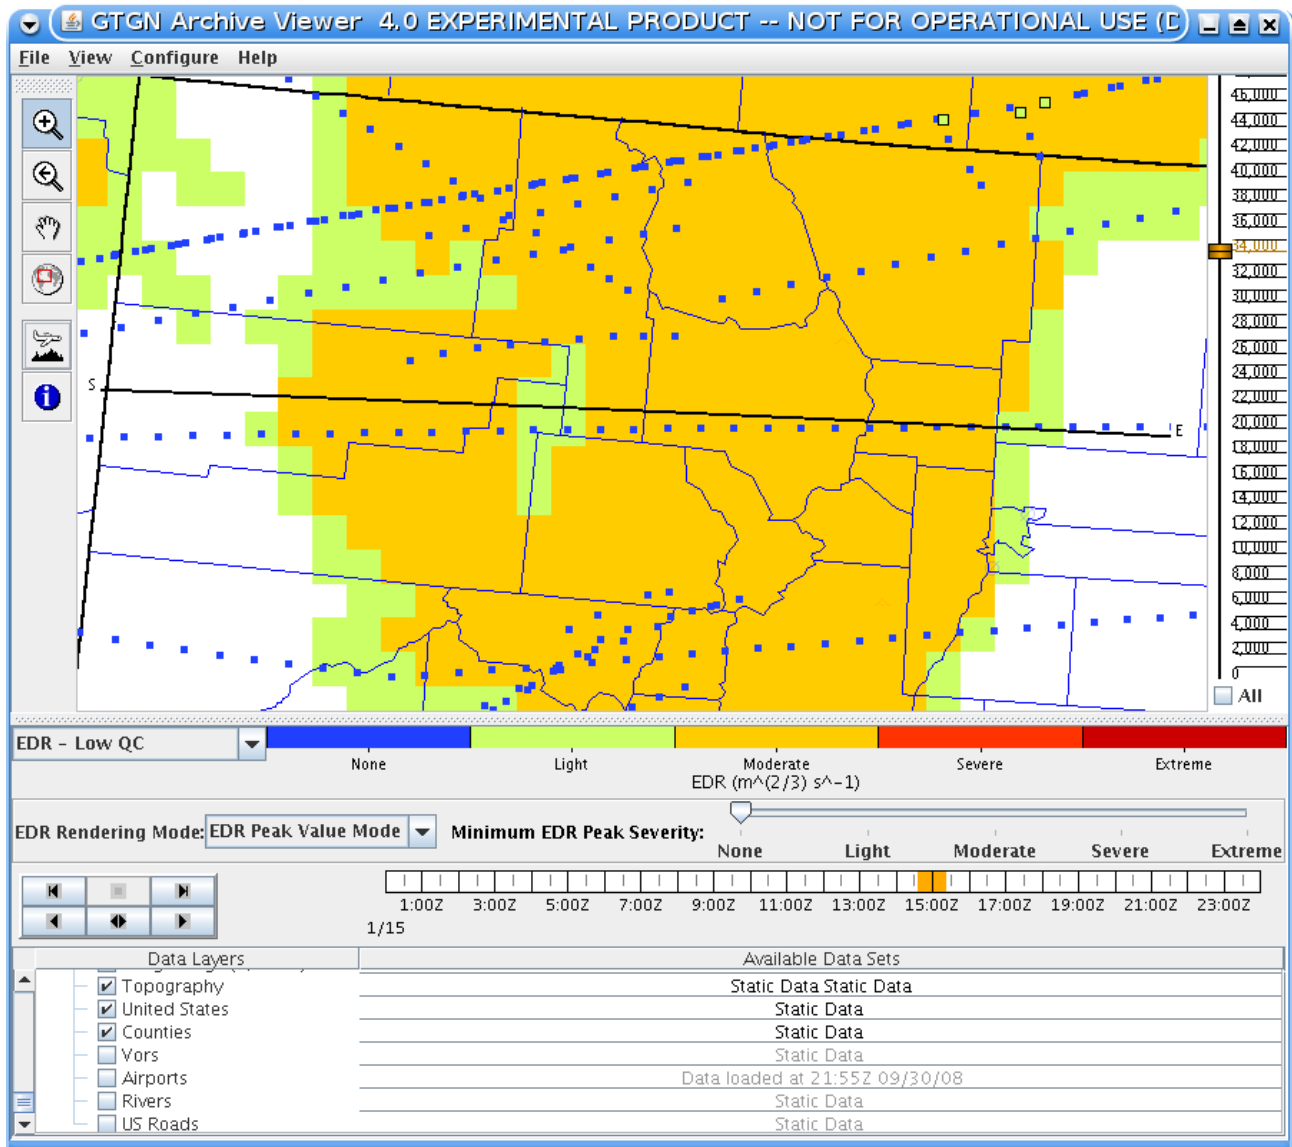 GTGN Archive Viewer 4.0 EXPERIMENTAL PRODUCT -- NOT FOR OPERATIONAL USE (D
File View Configure Help
46,000
44,000
42,000
40,000
38,000
36,000
34,000
32,000
30,000
28,000
26,000
24,000
22,000
20,000
18,000
16,000
14,000
12,000
10,000
8,000
6,000
4,000
2,000
0
S
E
All
EDR - Low QC
None Light Moderate Severe Extreme
EDR (m^(2/3) s^-1)
EDR Rendering Mode: EDR Peak Value Mode Minimum EDR Peak Severity:
None Light Moderate Severe Extreme
1:00Z 3:00Z 5:00Z 7:00Z 9:00Z 11:00Z 13:00Z 15:00Z 17:00Z 19:00Z 21:00Z 23:00Z
1/15
Data Layers Available Data Sets
Topography Static Data Static Data
United States Static Data
Counties Static Data
Vors Static Data
Airports Data loaded at 21:55Z 09/30/08
Rivers Static Data
US Roads Static Data